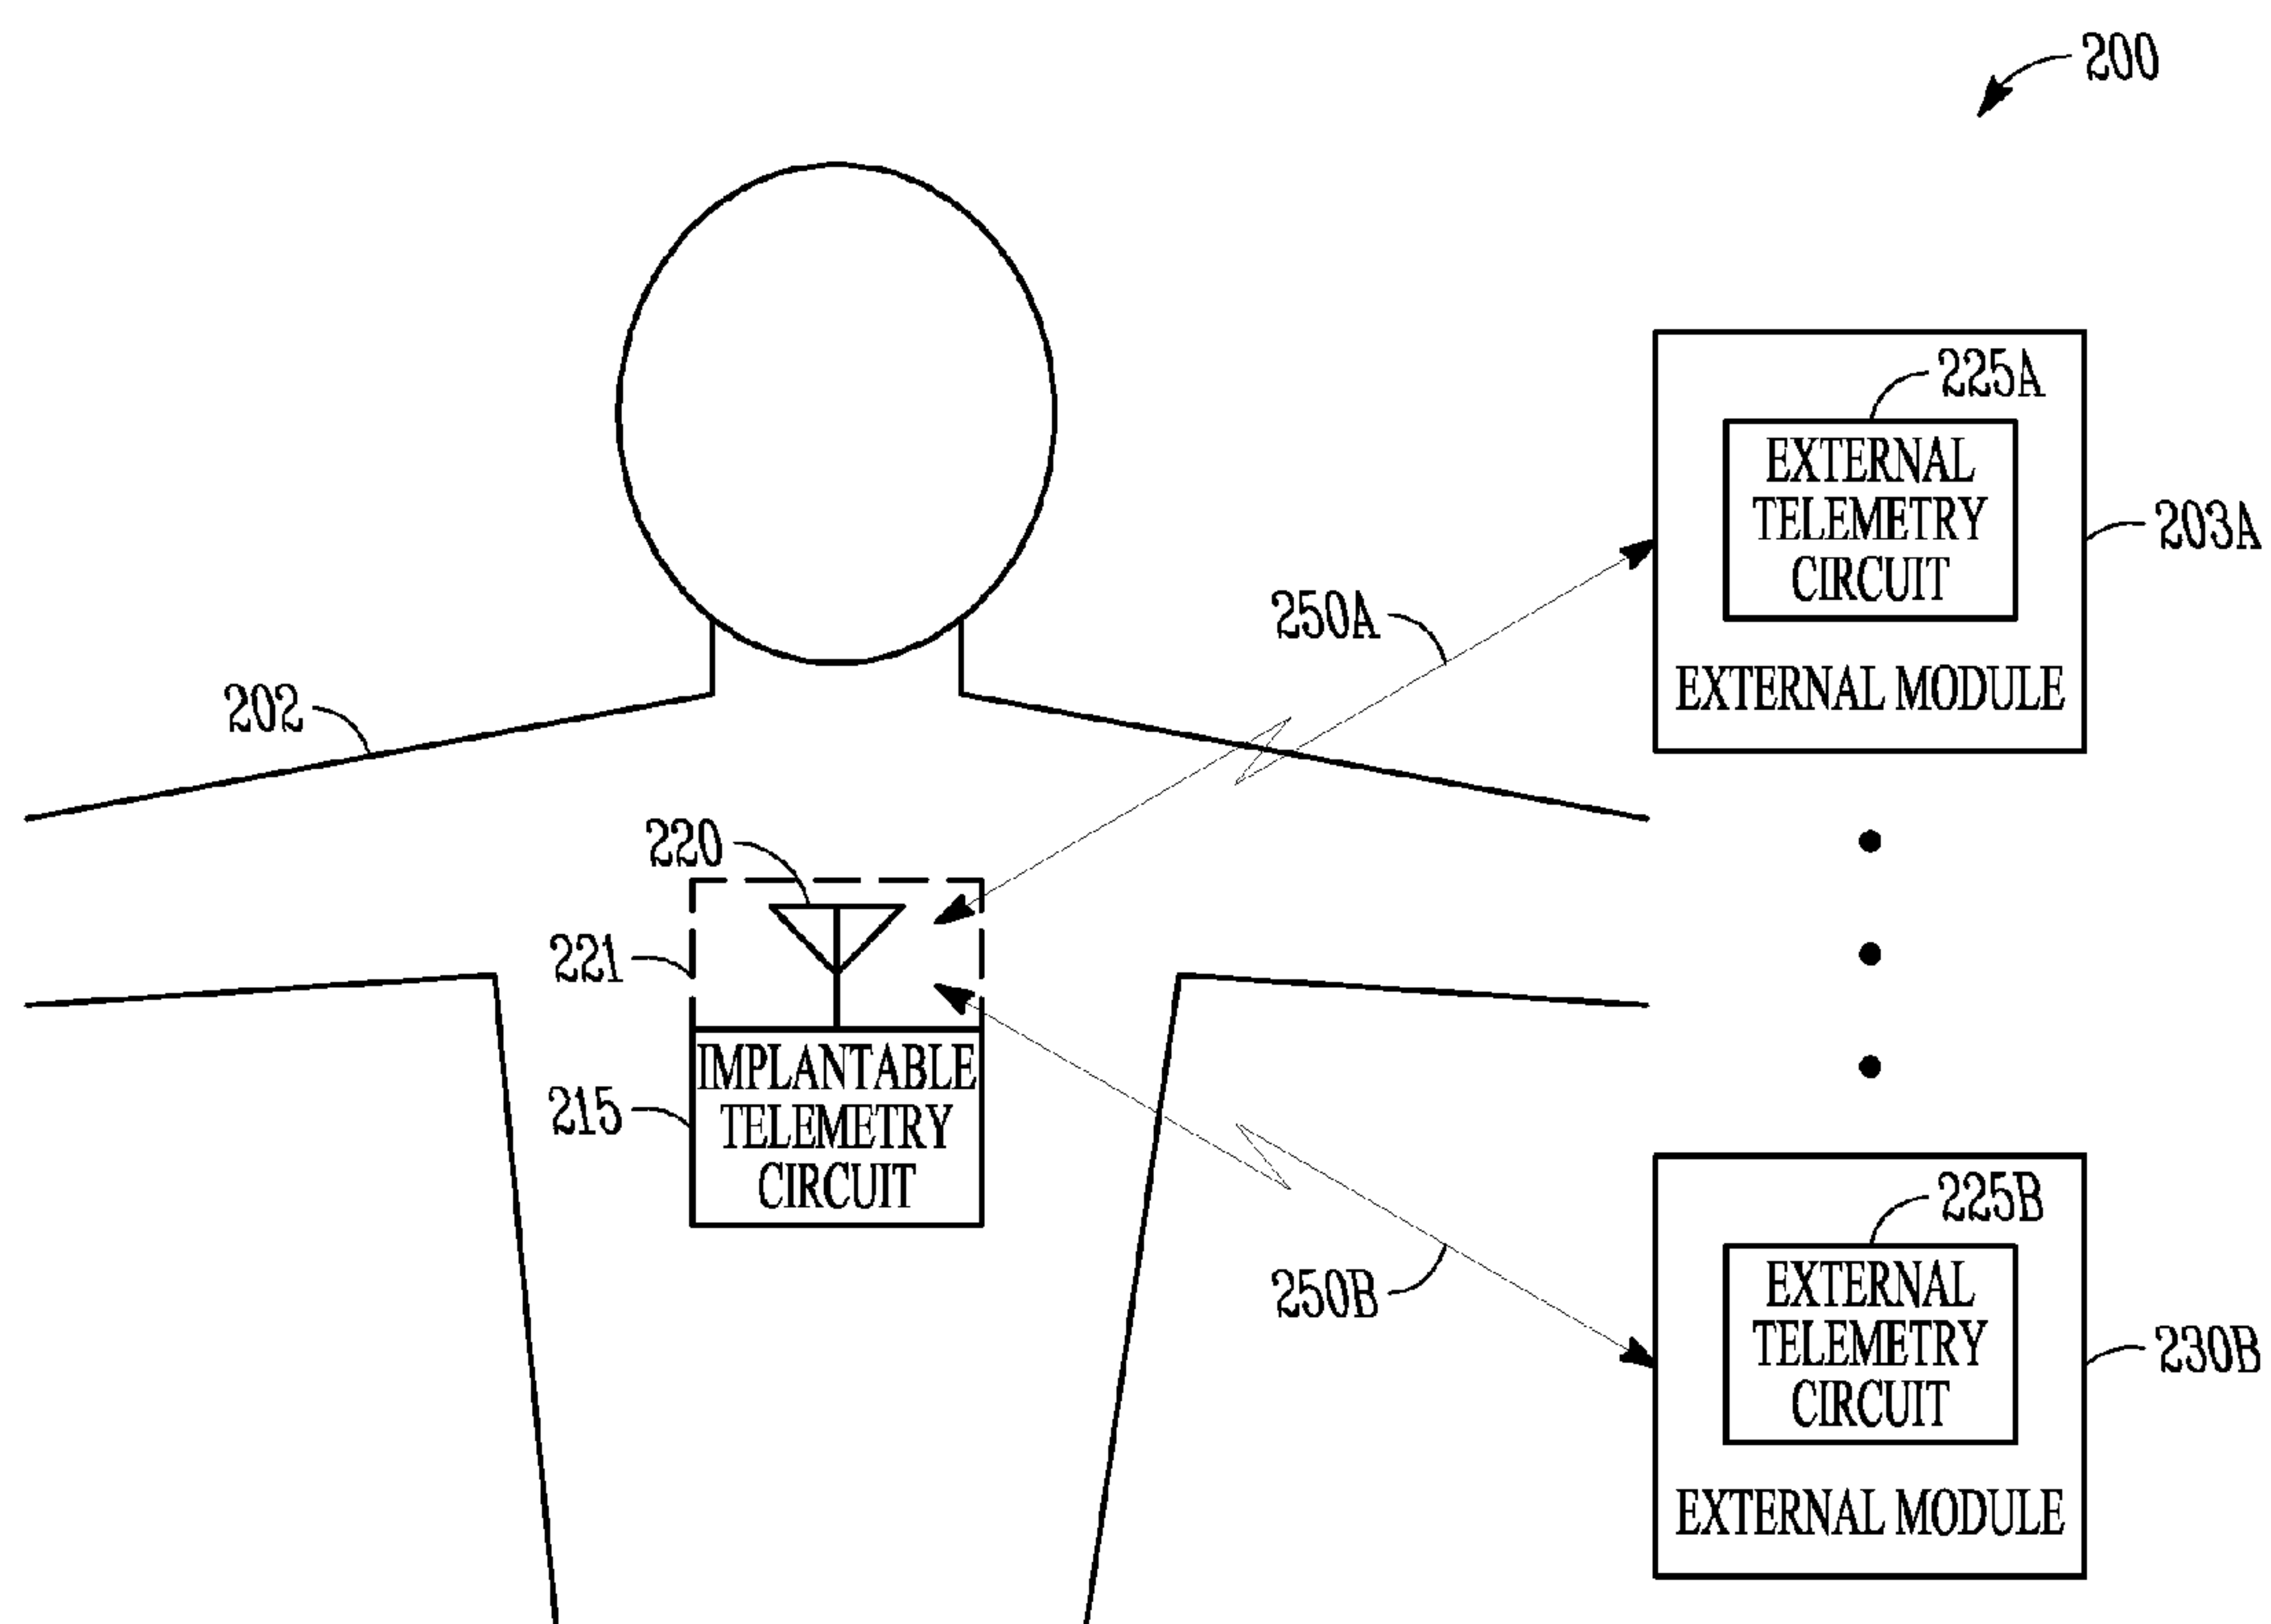 200
225A
EXTERNAL
TELEMETRY
CIRCUIT
203A
EXTERNAL MODULE
250A
202
220
221
IMPLANTABLE
TELEMETRY
CIRCUIT
215
250B
225B
EXTERNAL
TELEMETRY
CIRCUIT
230B
EXTERNAL MODULE